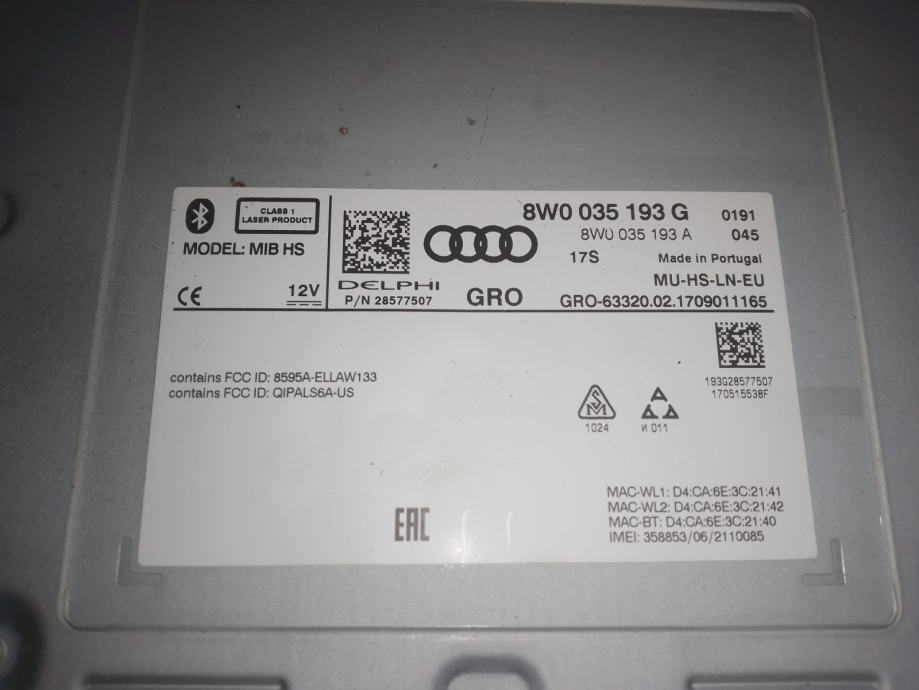 CLASS 1
LASER PRODUCT
MODEL: MIB HS
12V
DELPHI
P/N 28577507
GRO
8W0 035 193 G 0191
8W0 035 193 A 045
17S Made in Portugal
MU-HS-LN-EU
GRO-63320.02.1709011165
contains FCC ID: 8595A-ELLAW133
contains FCC ID: QIPALS6A-US
193G28577507
170515538F
1024
И 011
EAC
MAC-WL1: D4:CA:6E:3C:21:41
MAC-WL2: D4:CA:6E:3C:21:42
MAC-BT: D4:CA:6E:3C:21:40
IMEI: 358853/06/2110085